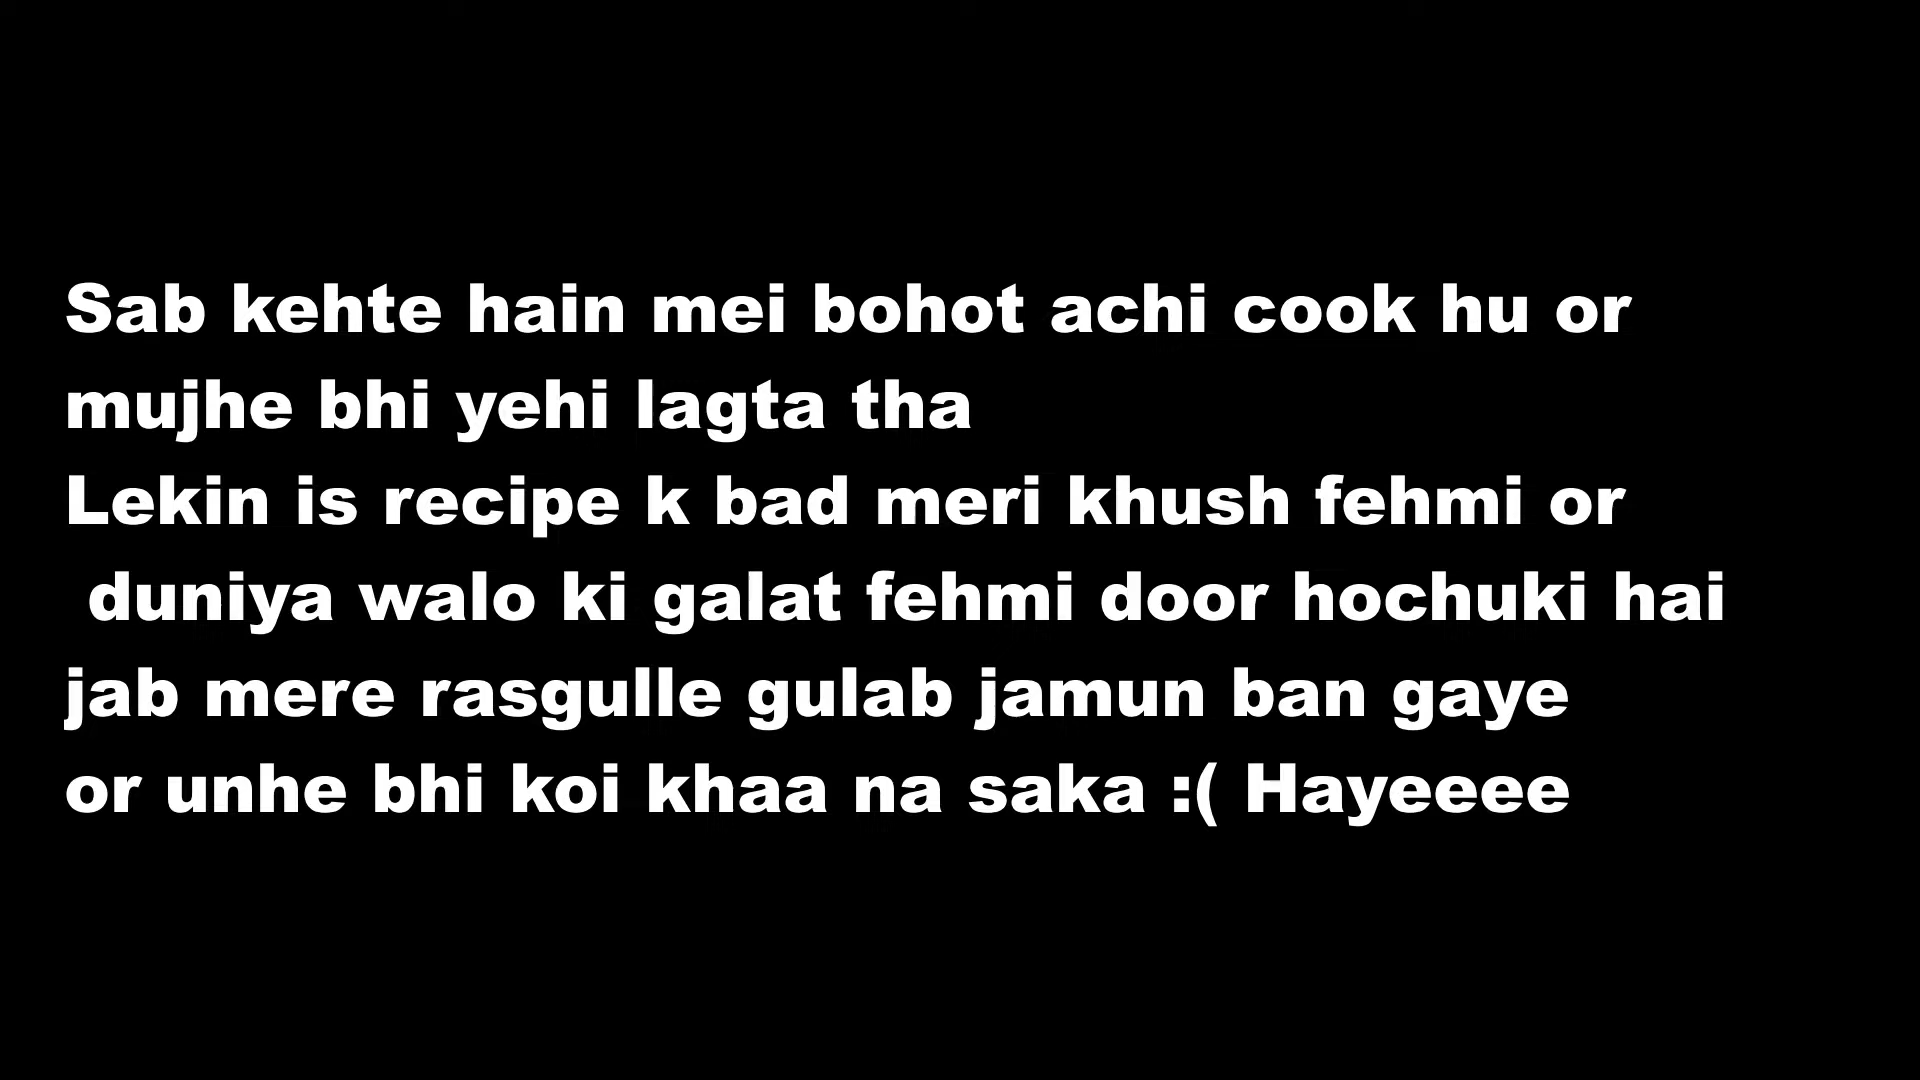 Sab kehte hain mei bohot achi cook hu or
mujhe bhi yehi lagta tha
Lekin is recipe k bad meri khush fehmi or
duniya walo ki galat fehmi door hochuki hai
jab mere rasgulle gulab jamun ban gaye
or unhe bhi koi khaa na saka :( Hayeeee